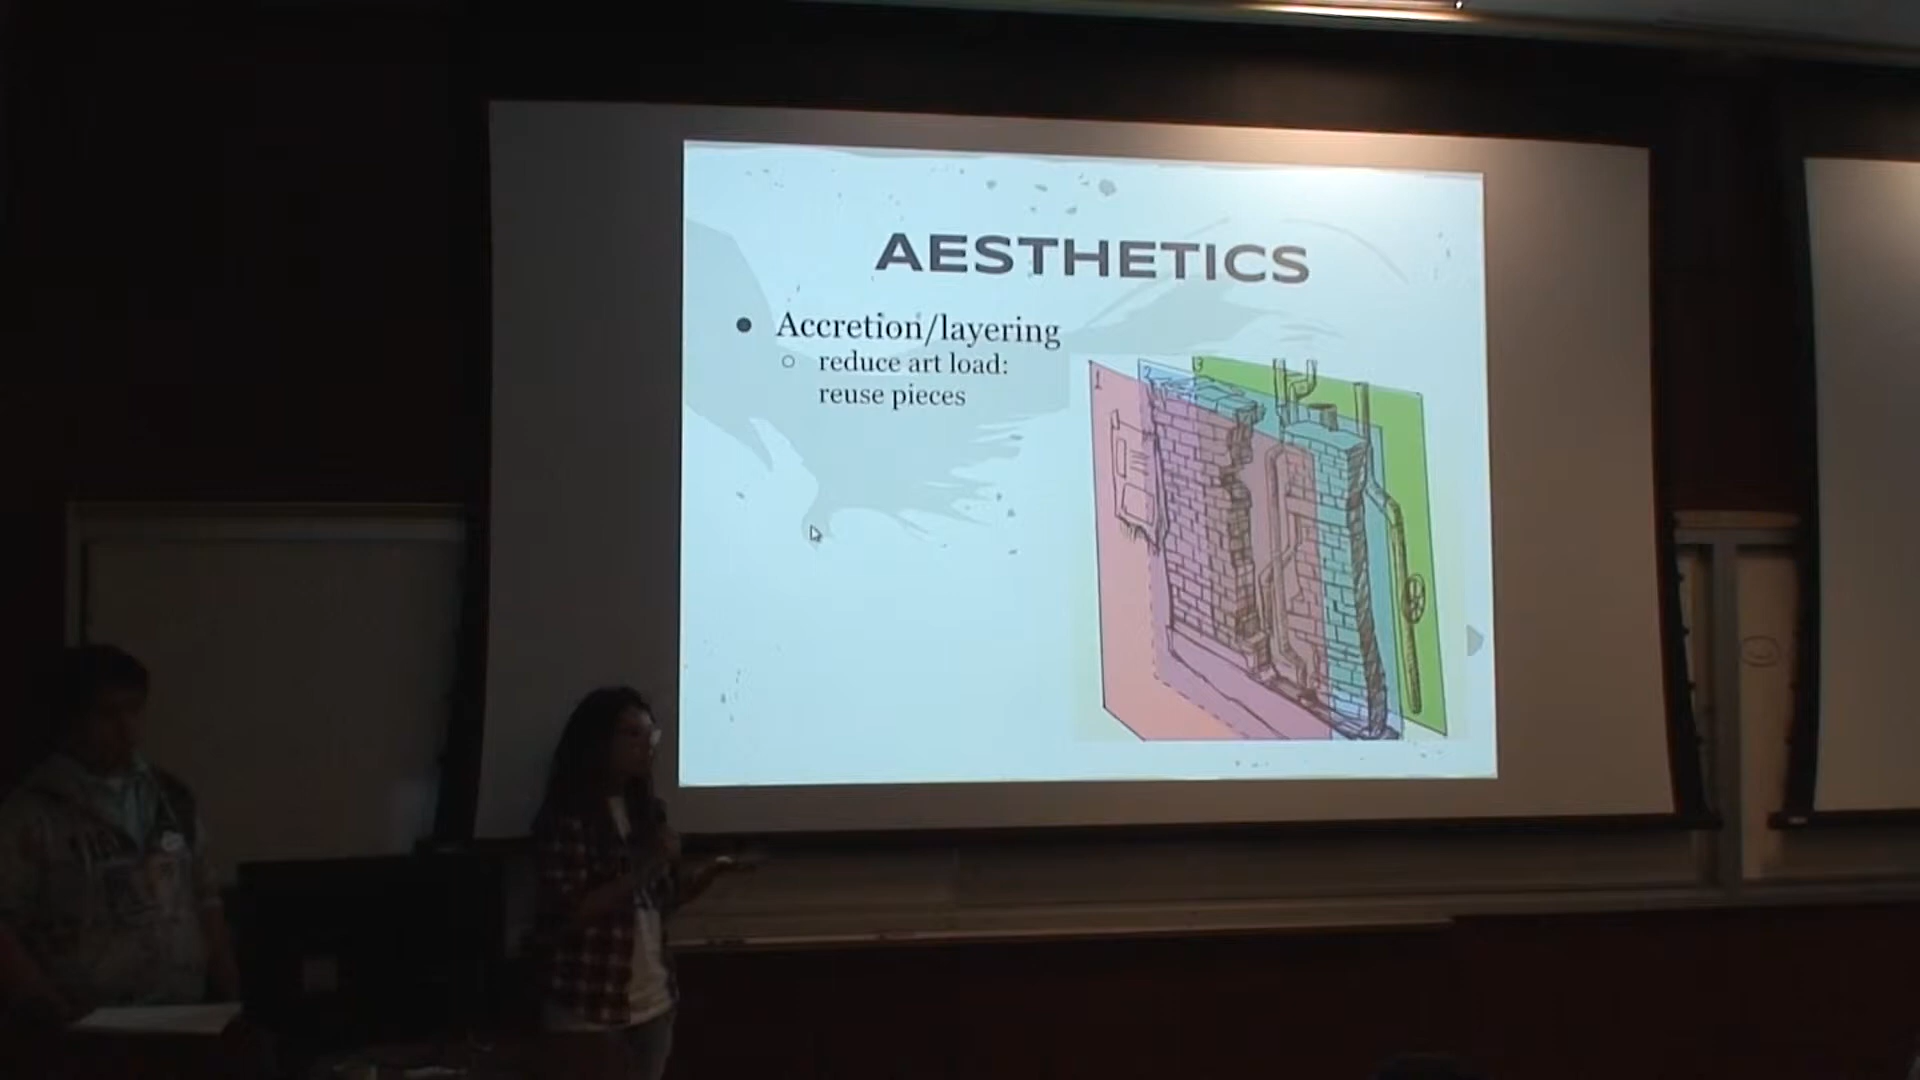 AESTHETICS
Accretion/layering
reduce art load:
reuse pieces
1
2
3